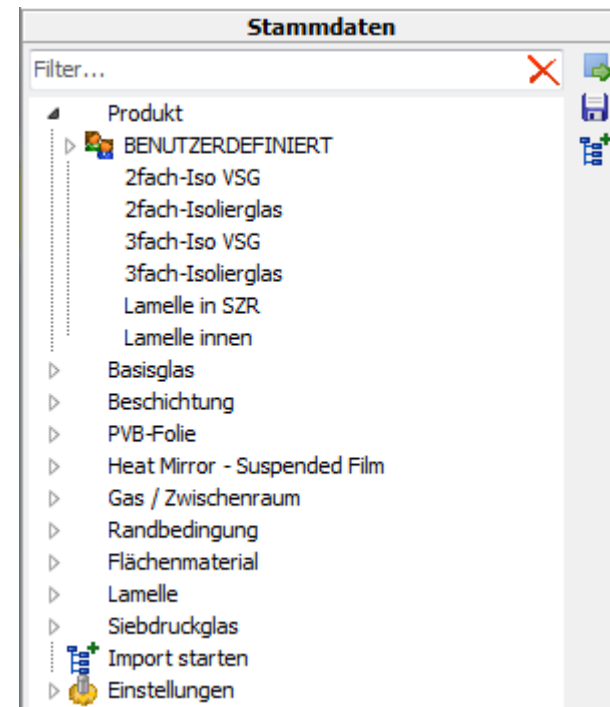 Stammdaten
Filter...
Produkt
BENUTZERDEFINIERT
2fach-Iso VSG
2fach-Isolierglas
3fach-Iso VSG
3fach-Isolierglas
Lamelle in SZR
Lamelle innen
Basisglas
Beschichtung
PVB-Folie
Heat Mirror - Suspended Film
Gas / Zwischenraum
Randbedingung
Flächenmaterial
Lamelle
Siebdruckglas
Import starten
Einstellungen